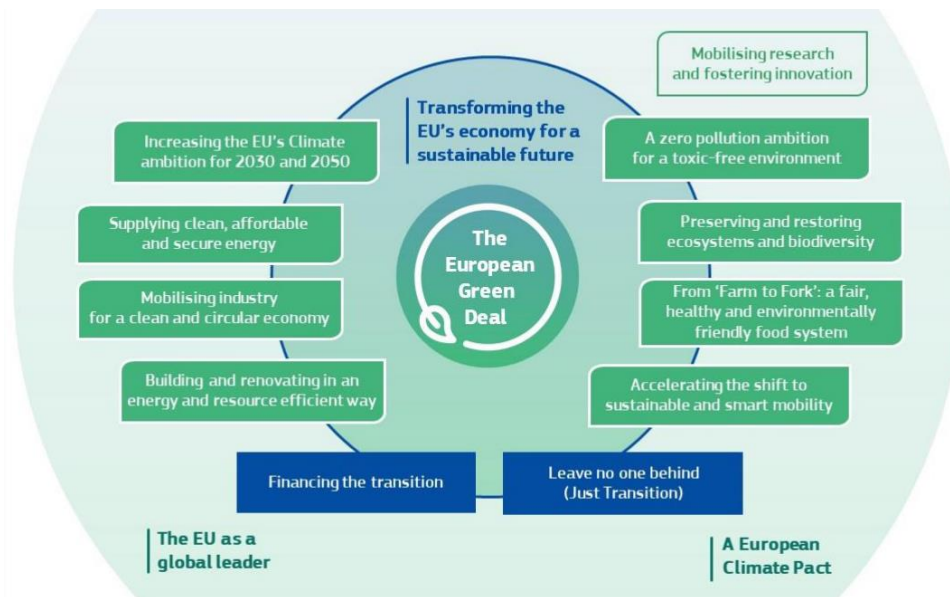 Mobilising research
and fostering innovation
Transforming the
EU's economy for a
sustainable future
Increasing the EU's Climate
ambition for 2030 and 2050
A zero pollution ambition
for a toxic-free environment
Supplying clean, affordable
and secure energy
Preserving and restoring
ecosystems and biodiversity
The
European
Green
Deal
Mobilising industry
for a clean and circular economy
From ‘Farm to Fork’: a fair,
healthy and environmentally
friendly food system
Building and renovating in an
energy and resource efficient way
Accelerating the shift to
sustainable and smart mobility
Financing the transition
Leave no one behind
(Just Transition)
The EU as a
global leader
A European
Climate Pact